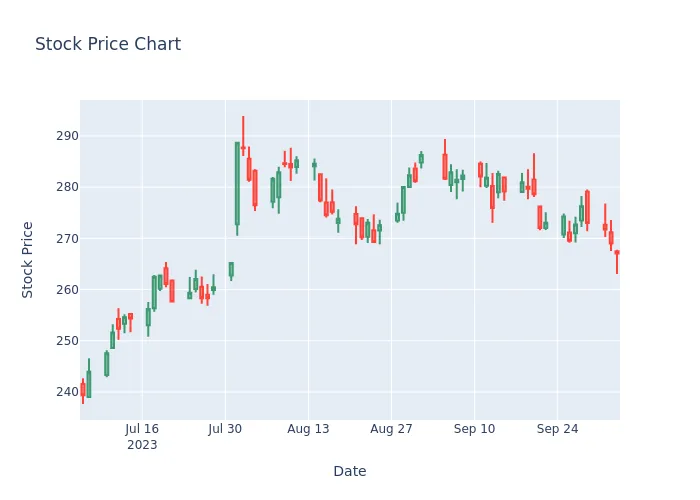 Stock Price Chart
Stock Price
290
280
270
260
250
240
Jul 16
2023
Jul 30
Aug 13
Aug 27
Sep 10
Sep 24
Date